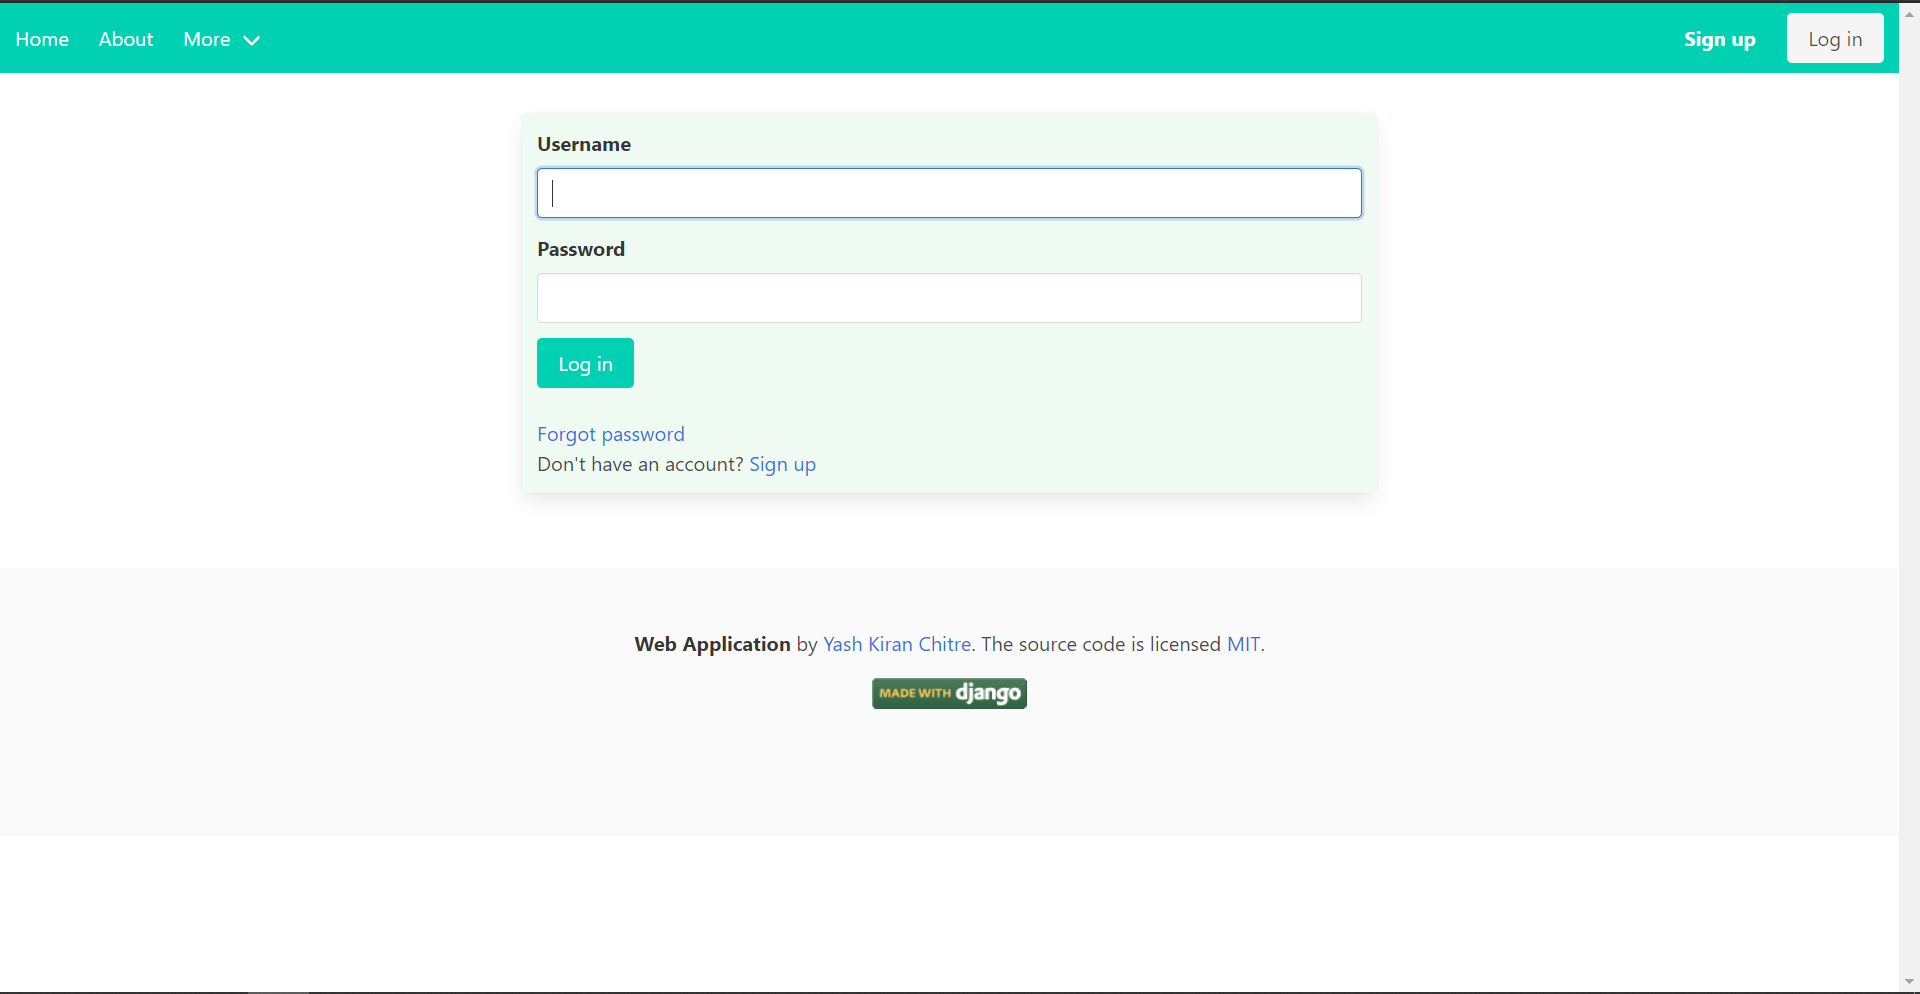 Home About More Sign up Log in
Username
Password
Log in
Forgot password
Don't have an account? Sign up
Web Application by Yash Kiran Chitre. The source code is licensed MIT.
MADE WITH django